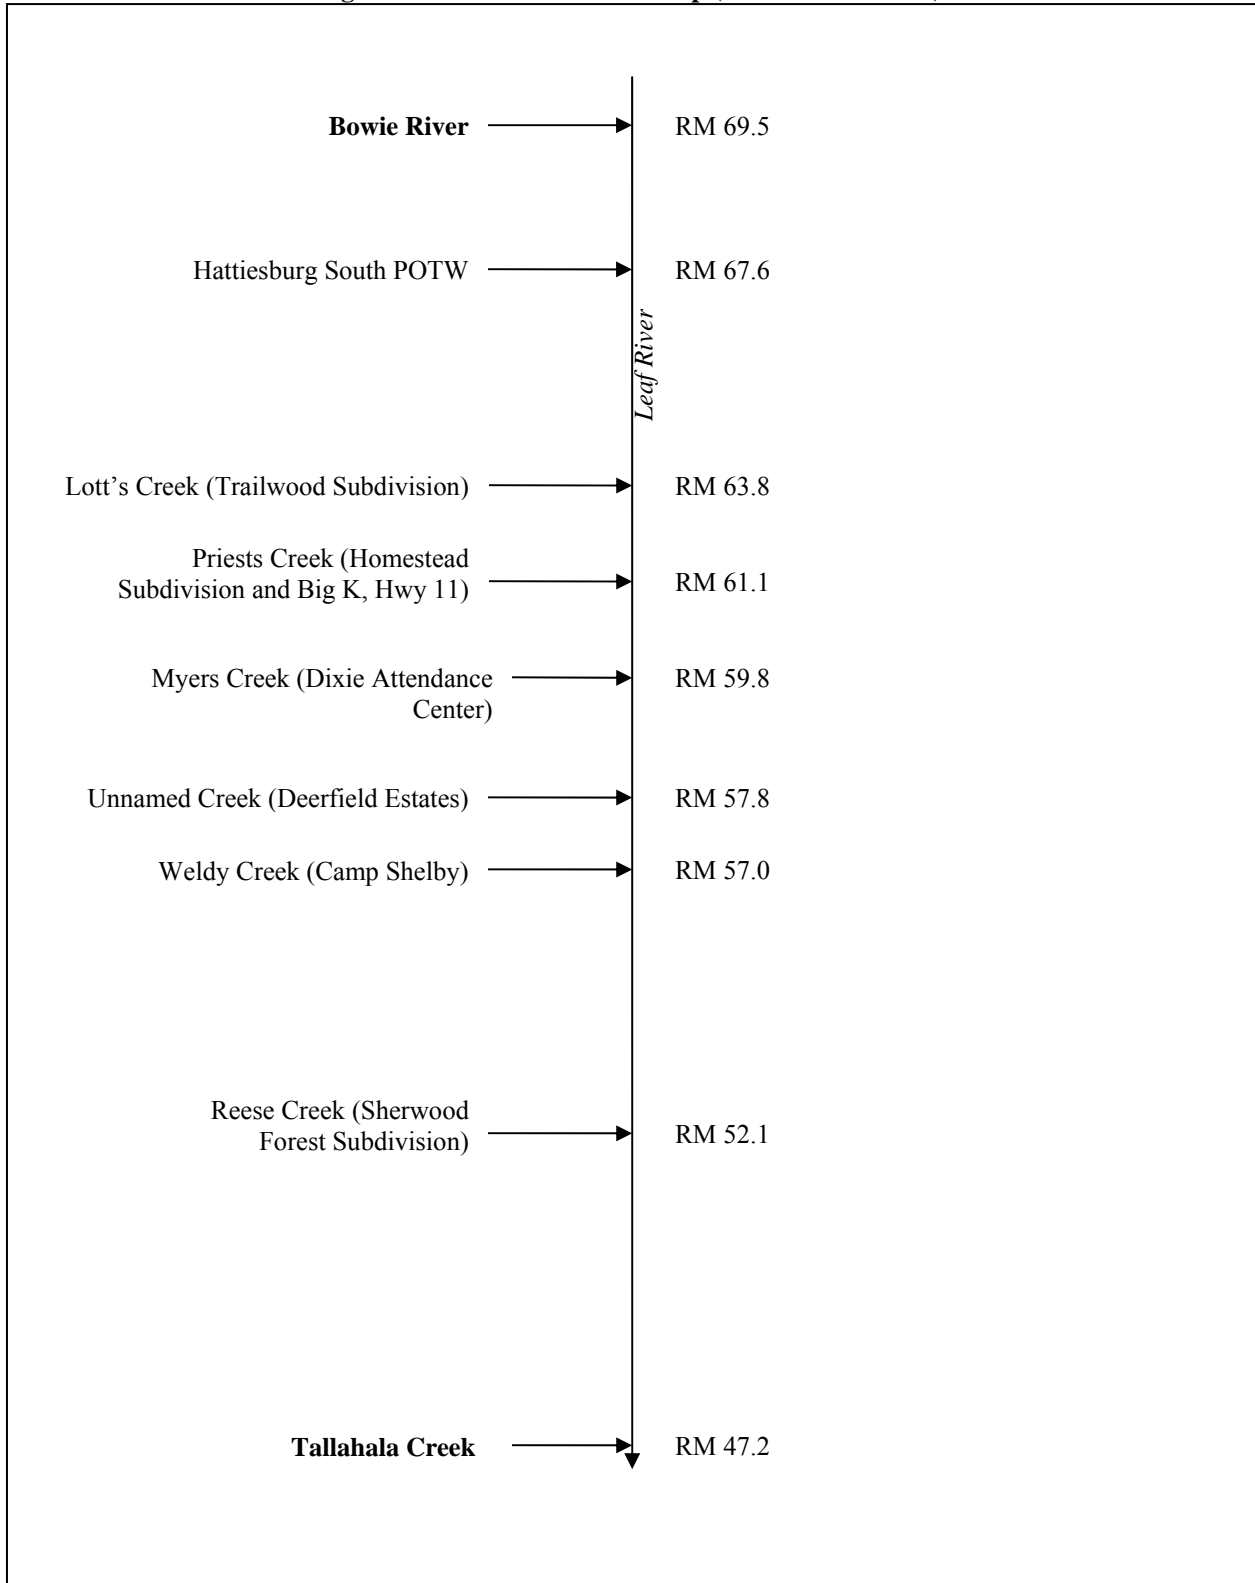 Bowie River RM 69.5
Hattiesburg South POTW RM 67.6
Leaf River
Lott's Creek (Trailwood Subdivision) RM 63.8
Priests Creek (Homestead
Subdivision and Big K, Hwy 11) RM 61.1
Myers Creek (Dixie Attendance RM 59.8
Center)
Unnamed Creek (Deerfield Estates) RM 57.8
Weldy Creek (Camp Shelby) RM 57.0
Reese Creek (Sherwood
Forest Subdivision) RM 52.1
Tallahala Creek RM 47.2